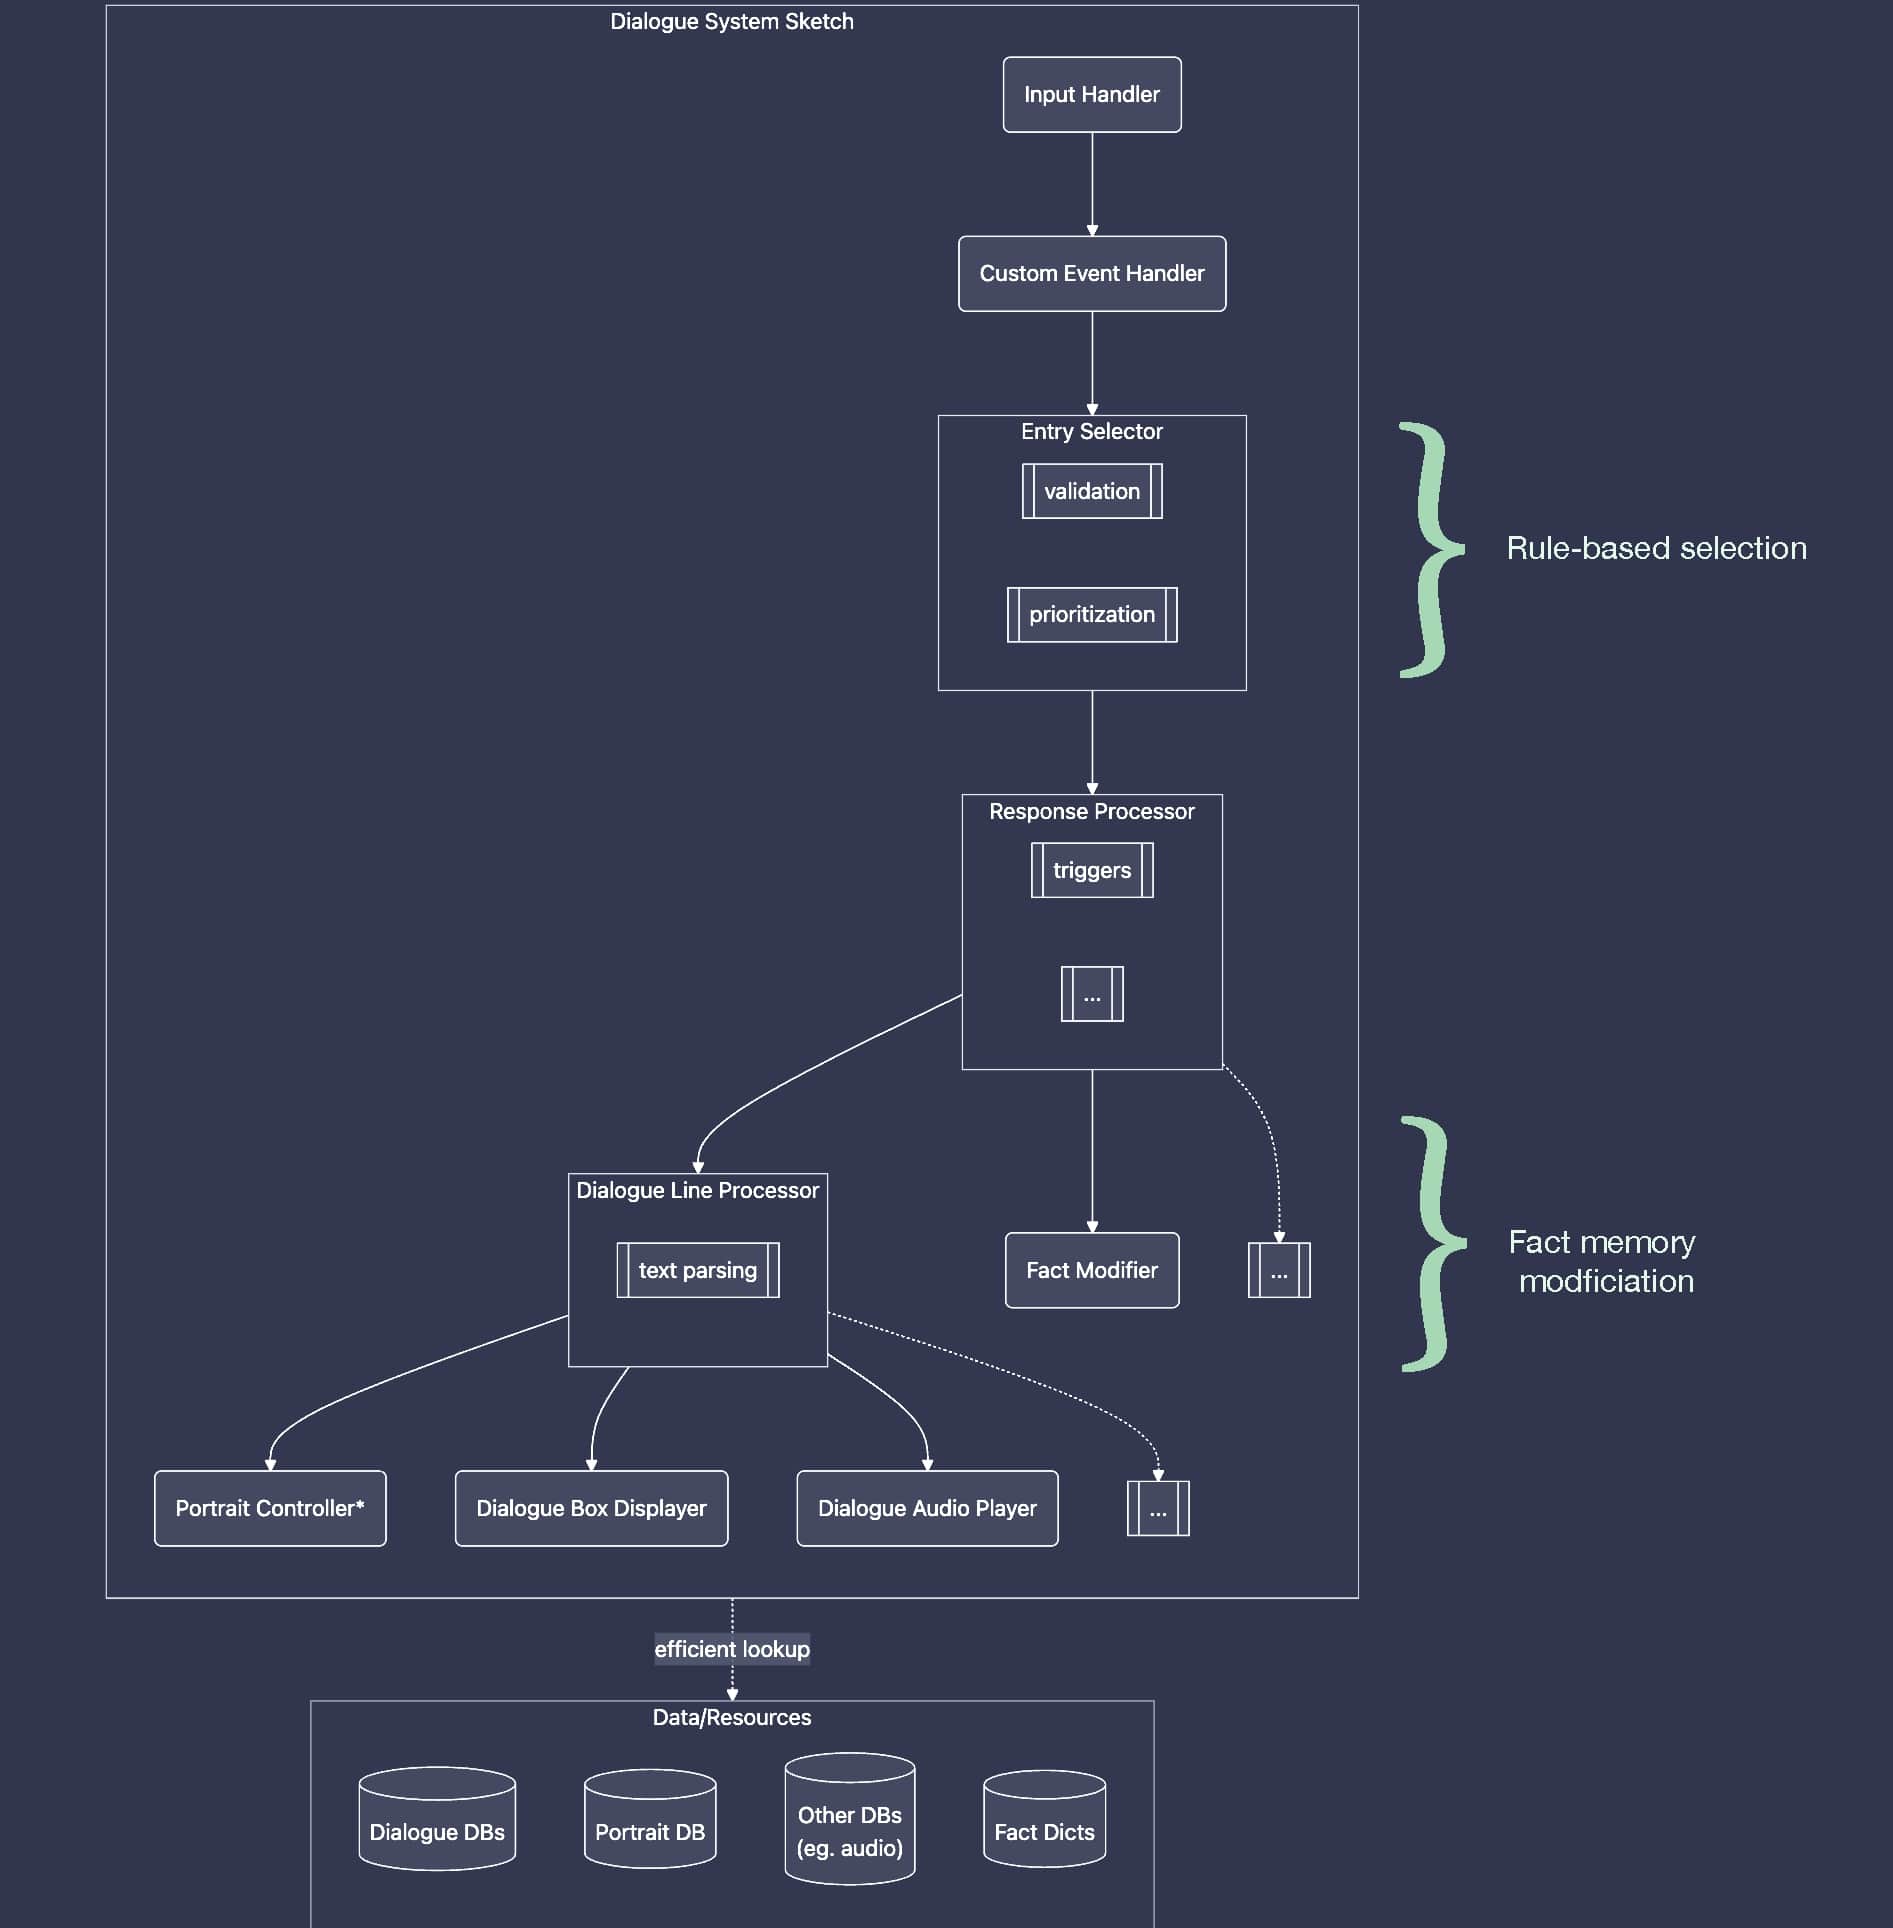 Dialogue System Sketch
Input Handler
Custom Event Handler
Entry Selector
validation
prioritization
Rule-based selection
Response Processor
triggers
...
Dialogue Line Processor
text parsing
Fact Modifier
...
Fact memory
modficiation
Portrait Controller*
Dialogue Box Displayer
Dialogue Audio Player
...
efficient lookup
Data/Resources
Dialogue DBs
Portrait DB
Other DBs
(eg. audio)
Fact Dicts